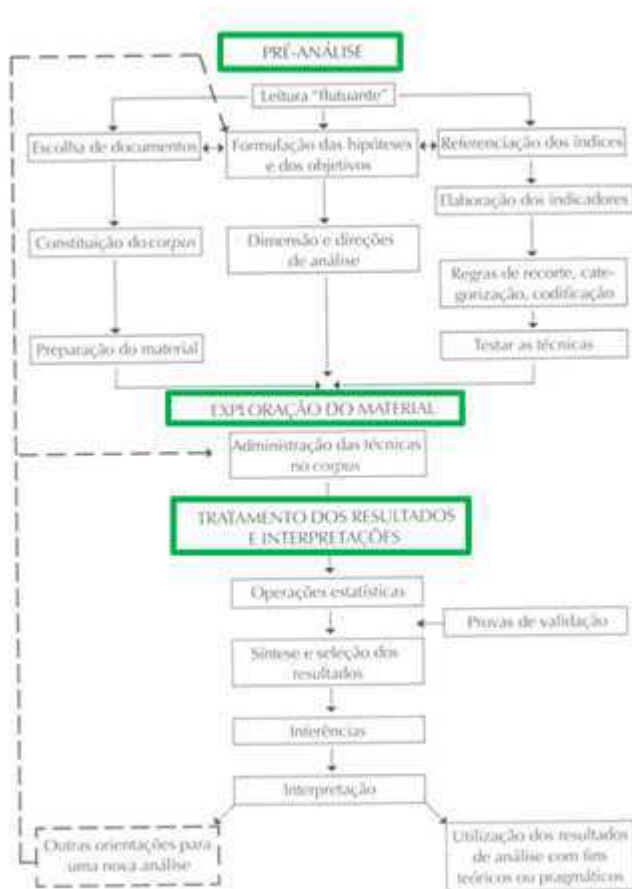 PRÉ-ANÁLISE
Leitura "flutuante"
Escolha de documentos
Formulação das hipóteses
e dos objetivos
Referenciação dos índices
Elaboração dos indicadores
Constituição do corpus
Dimensão e direções
de análise
Regras de recorte, cate-
gorização, codificação
Preparação do material
Testar as técnicas
EXPLORAÇÃO DO MATERIAL
Administração das técnicas
no corpus
TRATAMENTO DOS RESULTADOS
E INTERPRETAÇÕES
Operações estatísticas
Provas de validação
Síntese e seleção dos
resultados
Inferências
Interpretação
Outras orientações para
uma nova análise
Utilização dos resultados
de análise com fins
teóricos ou pragmáticos